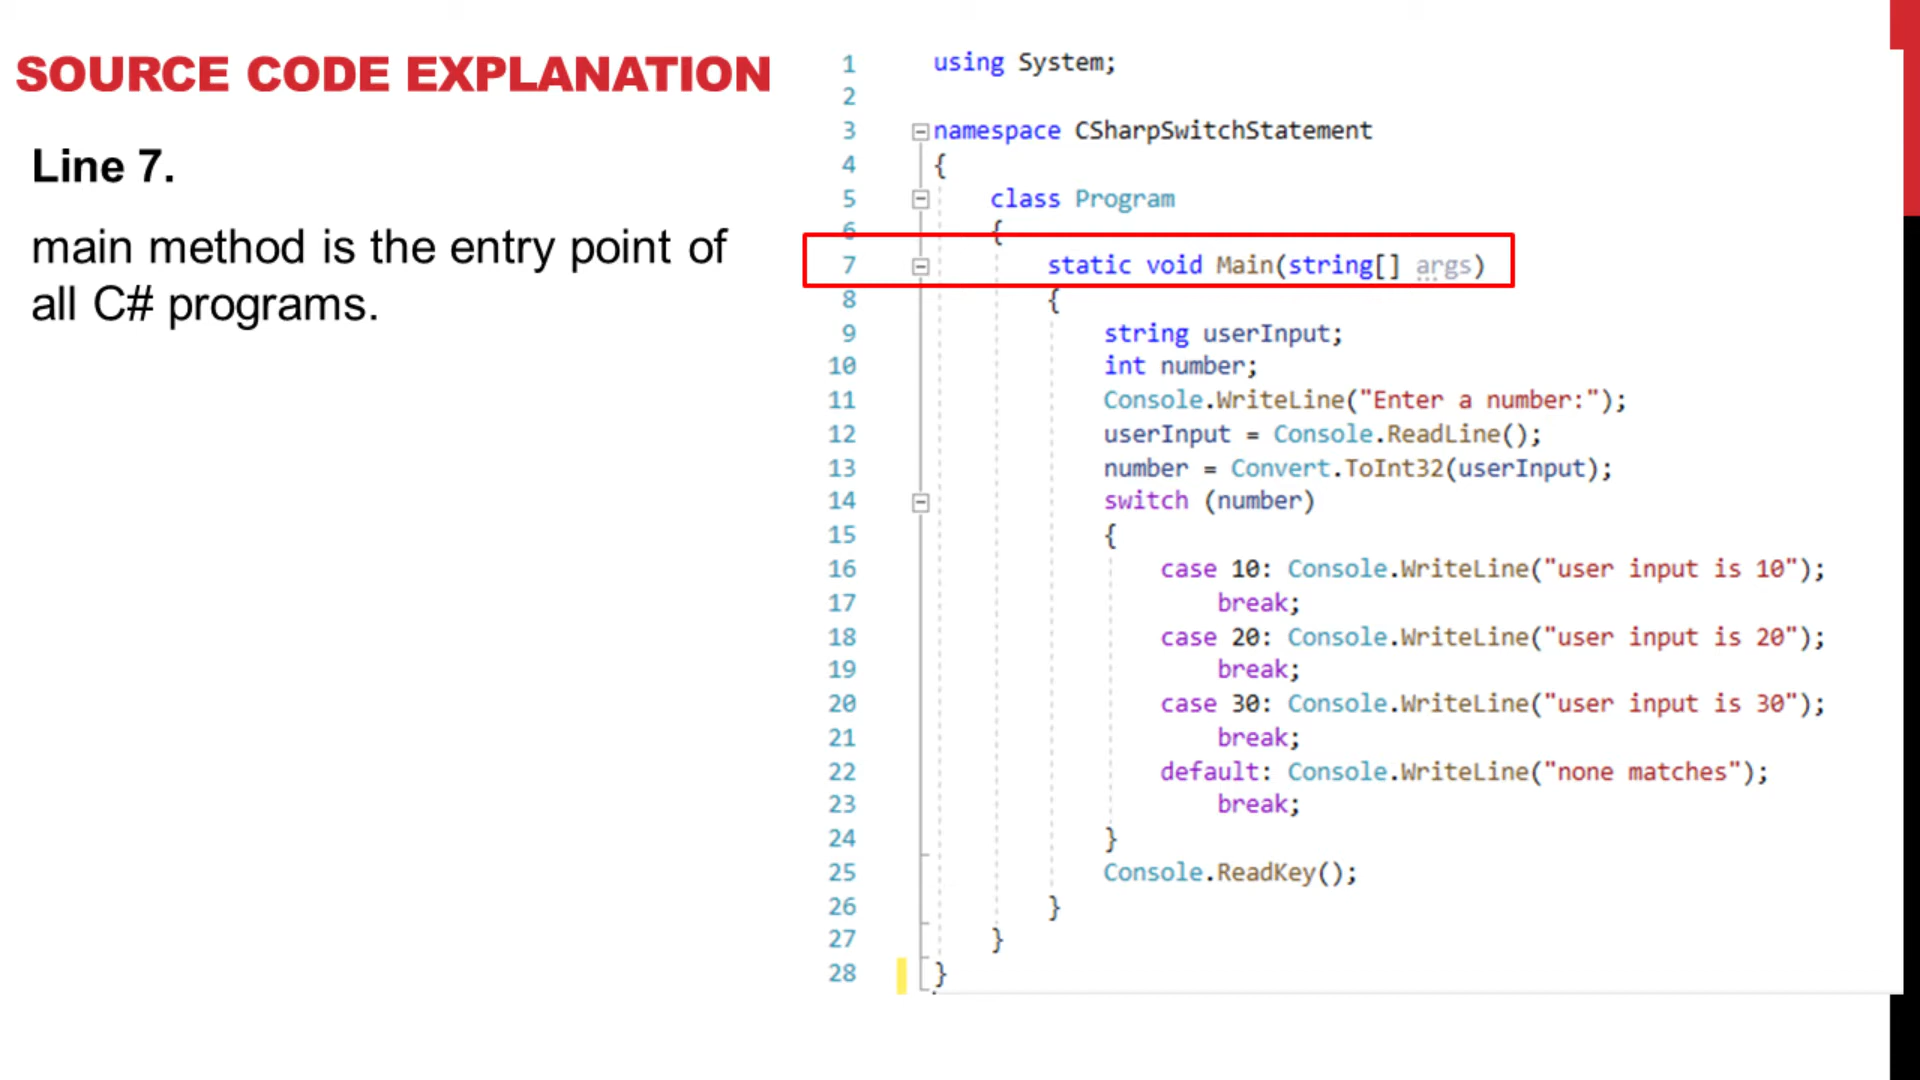 SOURCE CODE EXPLANATION
Line 7.
main method is the entry point of
all C# programs.
1 using System;
2
3 namespace CSharpSwitchStatement
4 {
5 class Program
6 {
7 static void Main(string[] args)
8 {
9 string userInput;
10 int number;
11 Console.WriteLine("Enter a number:");
12 userInput = Console.ReadLine();
13 number = Convert.ToInt32(userInput);
14 switch (number)
15 {
16 case 10: Console.WriteLine("user input is 10");
17 break;
18 case 20: Console.WriteLine("user input is 20");
19 break;
20 case 30: Console.WriteLine("user input is 30");
21 break;
22 default: Console.WriteLine("none matches");
23 break;
24 }
25 Console.ReadKey();
26 }
27 }
28 }